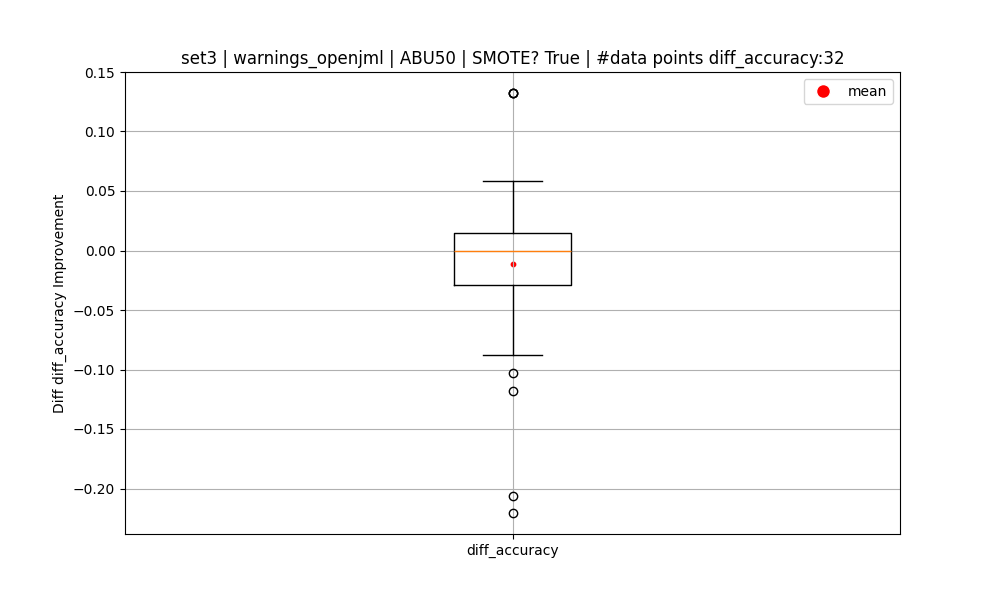 set3 | warnings_openjml | ABU50 | SMOTE? True | #data points diff_accuracy:32
mean
0.15
0.10
0.05
0.00
−0.05
−0.10
−0.15
−0.20
Diff diff_accuracy Improvement
diff_accuracy